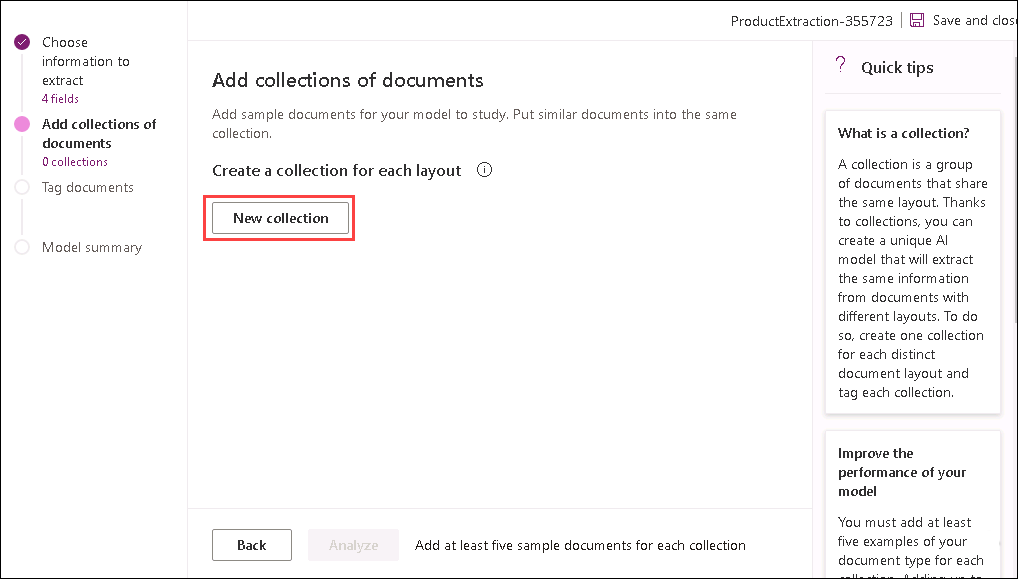 ProductExtraction-355723
Save and clos
Choose
information to
extract
4 fields
Add collections of
documents
0 collections
Tag documents
Model summary
Add collections of documents
Add sample documents for your model to study. Put similar documents into the same
collection.
Create a collection for each layout
New collection
Back
Analyze
Add at least five sample documents for each collection
? Quick tips
What is a collection?
A collection is a group
of documents that share
the same layout. Thanks
to collections, you can
create a unique AI
model that will extract
the same information
from documents with
different layouts. To do
so, create one collection
for each distinct
document layout and
tag each collection.
Improve the
performance of your
model
You must add at least
five examples of your
document type for each
collection. Adding up to